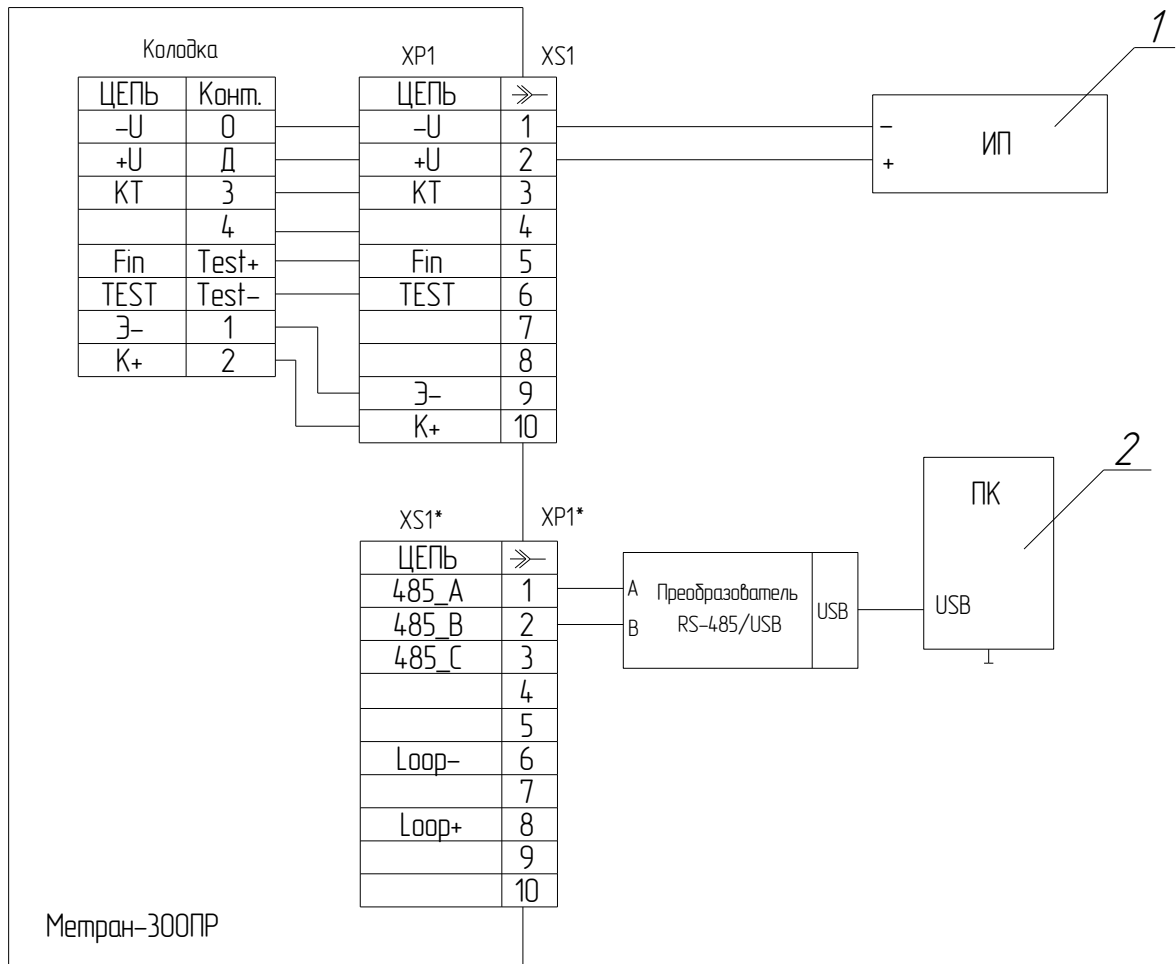 Колодка
ЦЕПЬ Конт.
-U 0
+U Д
КТ 3
4
Fin Test+
TEST Test-
Э- 1
К+ 2
XP1 XS1
ЦЕПЬ
-U 1
+U 2
КТ 3
4
Fin 5
TEST 6
7
8
Э- 9
К+ 10
1
-
+
ИП
XS1* XP1*
ЦЕПЬ
485_A 1
485_B 2
485_C 3
4
5
Loop- 6
7
Loop+ 8
9
10
A
B
Преобразователь
RS-485/USB
USB
2
ПК
USB
Метран-300ПР